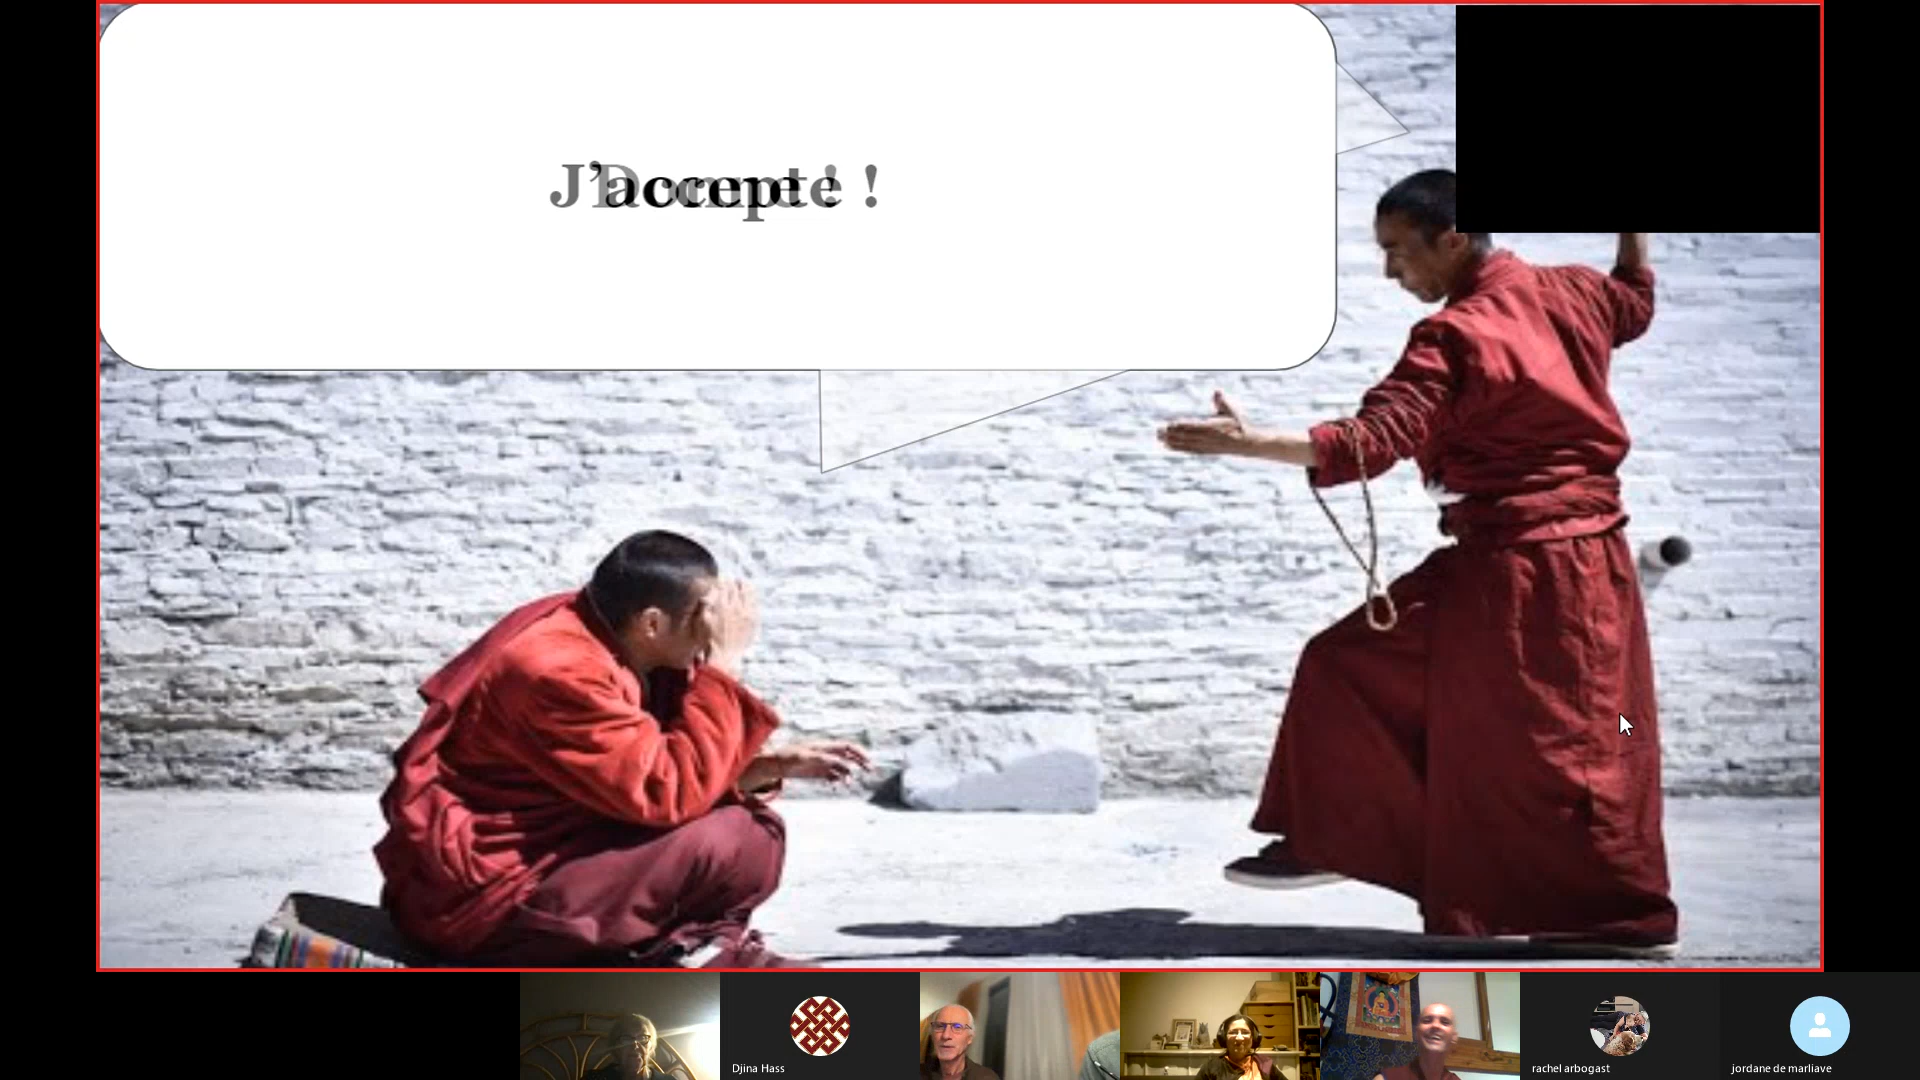 J’accepte !
Djina Hass
rachel arbogast
jordane de marliave